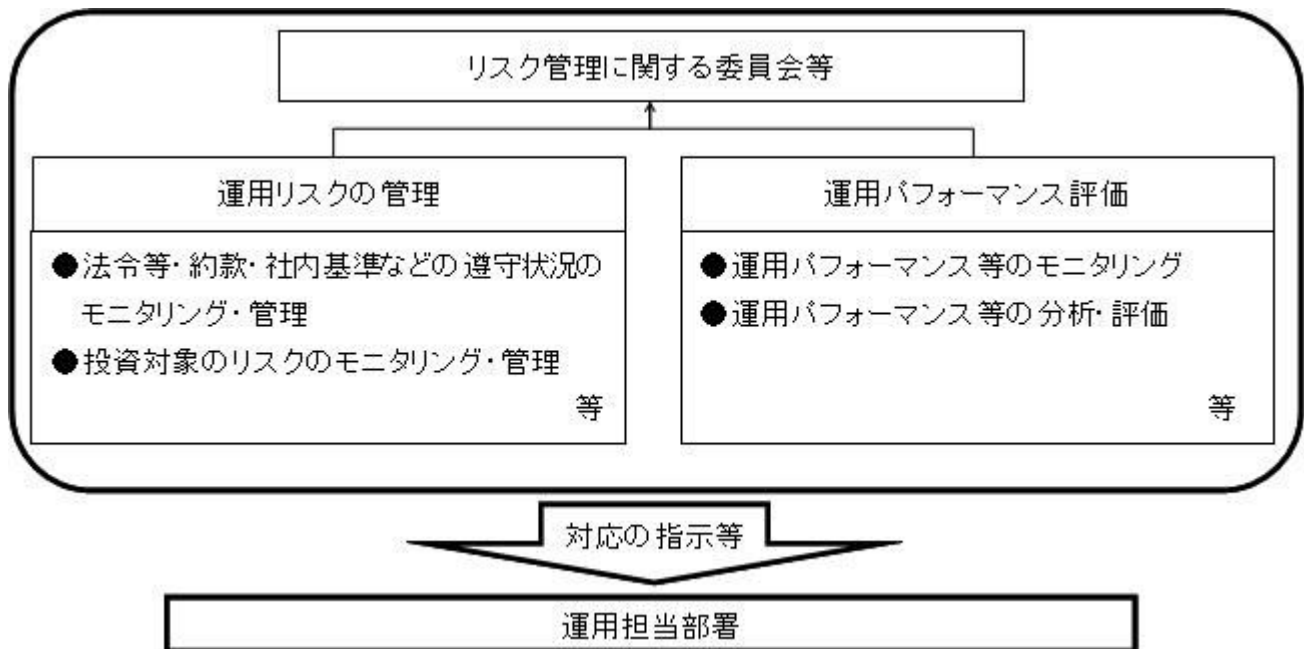 リスク管理に関する委員会等
運用リスクの管理
●法令等・約款・社内基準などの遵守状況の
モニタリング・管理
●投資対象のリスクのモニタリング・管理
等
運用パフォーマンス評価
●運用パフォーマンス等のモニタリング
●運用パフォーマンス等の分析・評価
等
対応の指示等
運用担当部署